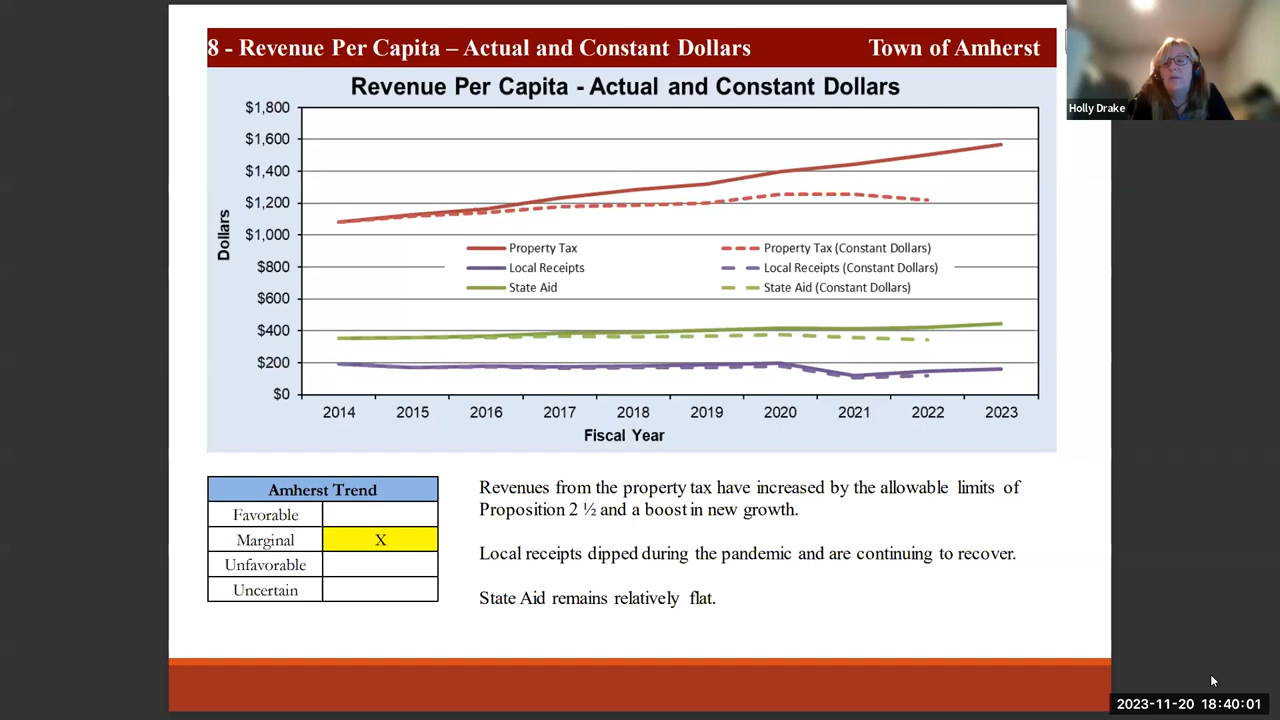 8 - Revenue Per Capita – Actual and Constant Dollars Town of Amherst
Revenue Per Capita - Actual and Constant Dollars
$1,800
$1,600
$1,400
$1,200
$1,000
$800
$600
$400
$200
$0
Dollars
Property Tax
Property Tax (Constant Dollars)
Local Receipts
Local Receipts (Constant Dollars)
State Aid
State Aid (Constant Dollars)
2014 2015 2016 2017 2018 2019 2020 2021 2022 2023
Fiscal Year
Holly Drake
Amherst Trend
Favorable
Marginal X
Unfavorable
Uncertain
Revenues from the property tax have increased by the allowable limits of
Proposition 2 ½ and a boost in new growth.
Local receipts dipped during the pandemic and are continuing to recover.
State Aid remains relatively flat.
2023-11-20 18:40:01